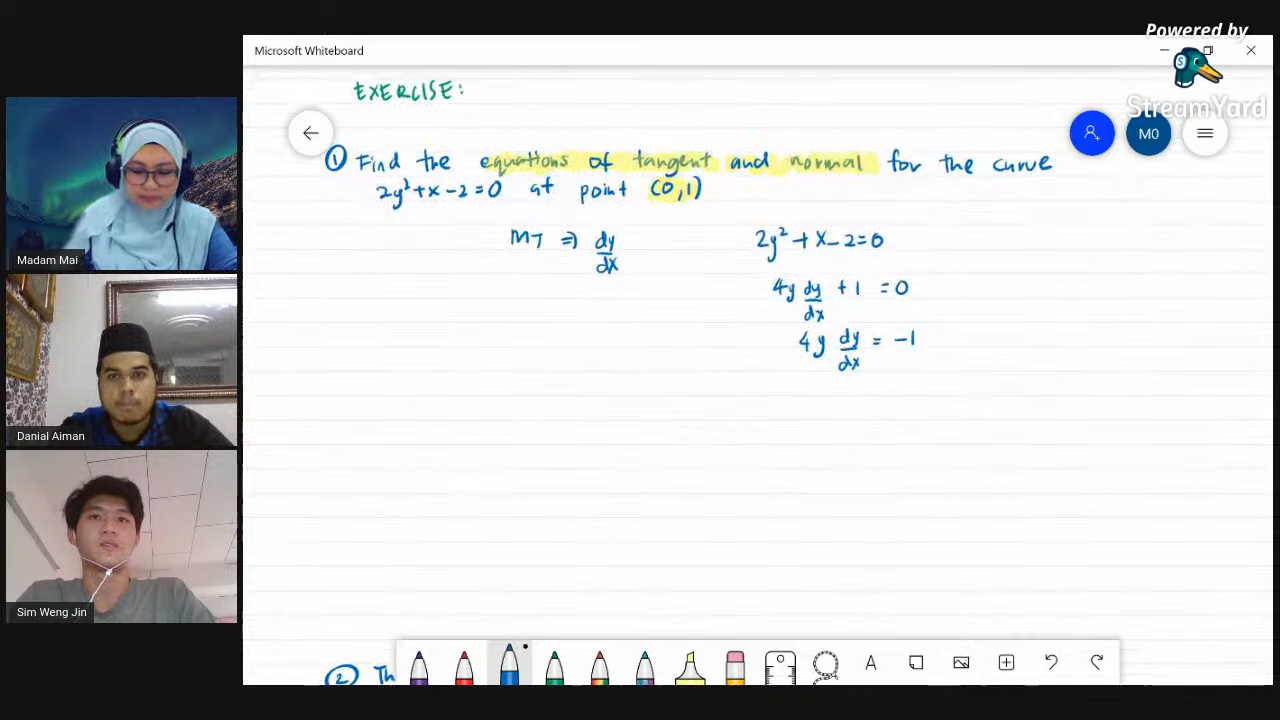 Powered by
StreamYard
Microsoft Whiteboard
EXERCISE:
M0
① Find the equations of tangent and normal for the curve
2y² + x - 2 = 0 at point (0,1)
MT ⇒ dy/dx
2y² + x - 2 = 0
4y dy/dx + 1 = 0
4y dy/dx = -1
② Th
A
Madam Mai
Danial Aiman
Sim Weng Jin